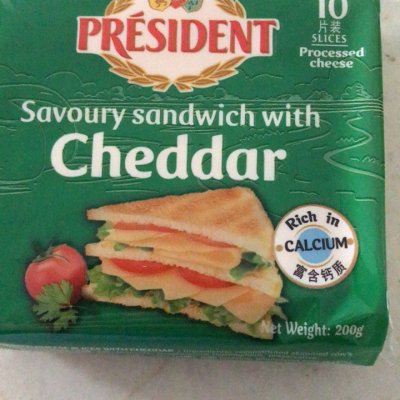 PRÉSIDENT
10
片装
SLICES
Processed
cheese
Savoury sandwich with
Cheddar
Rich in
CALCIUM
富含钙质
Net Weight: 200g